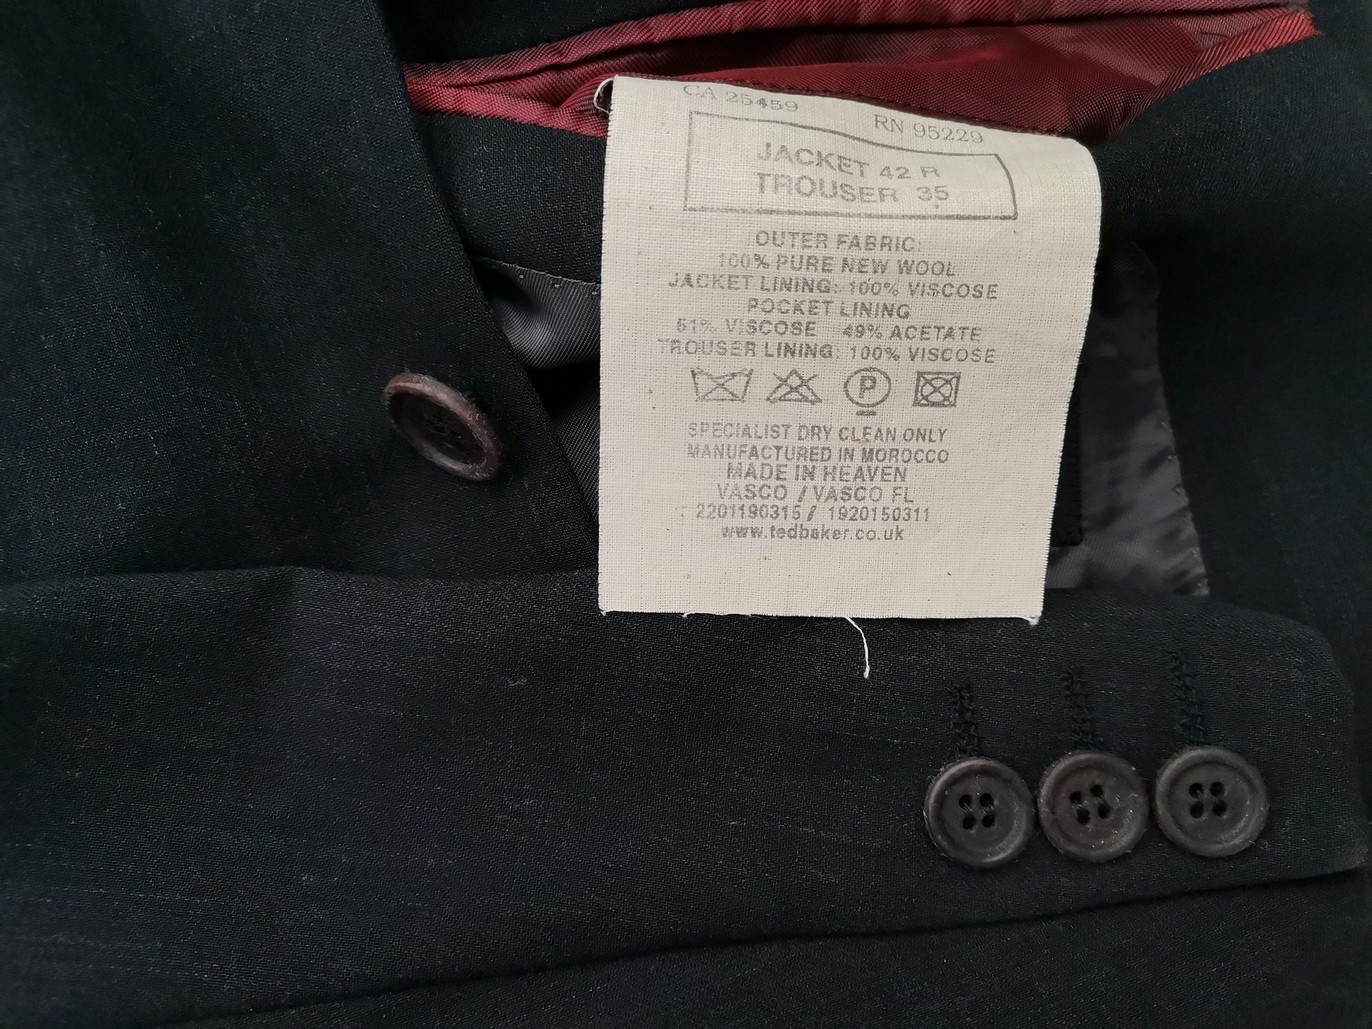 CA 25459
RN 95229
JACKET 42 R
TROUSER 35
OUTER FABRIC:
100% PURE NEW WOOL
JACKET LINING: 100% VISCOSE
POCKET LINING
51% VISCOSE 49% ACETATE
TROUSER LINING: 100% VISCOSE
P
SPECIALIST DRY CLEAN ONLY
MANUFACTURED IN MOROCCO
MADE IN HEAVEN
VASCO / VASCO FL
: 2201190315 / 1920150311
www.tedbaker.co.uk